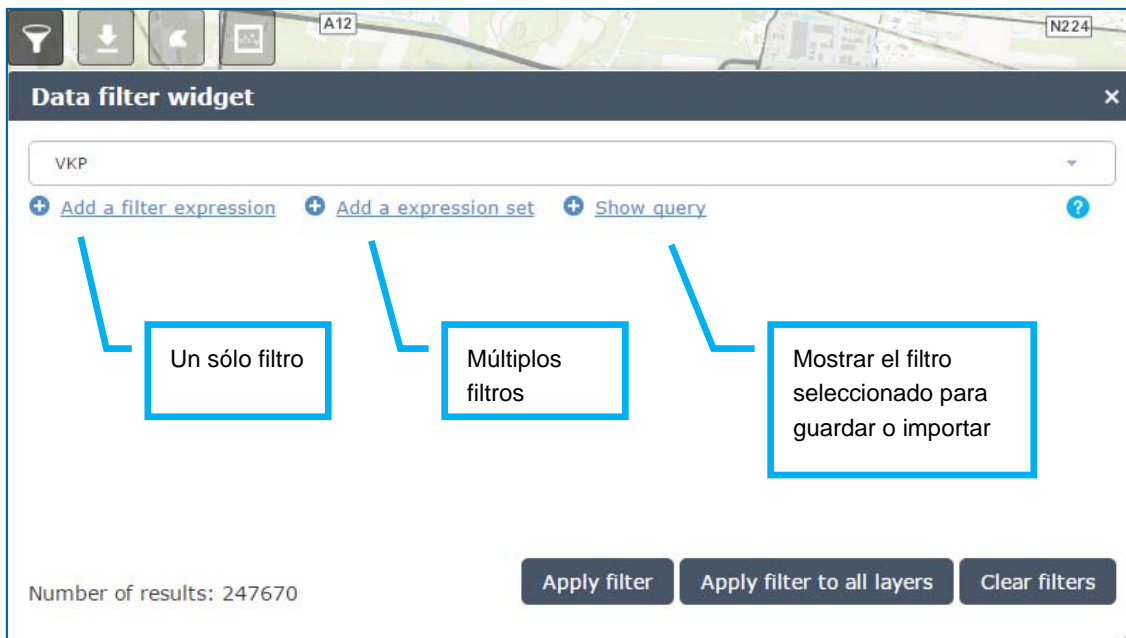 A12
N224
Data filter widget ×
VKP
Add a filter expression Add a expression set Show query ?
Un sólo filtro
Múltiplos
filtros
Mostrar el filtro
seleccionado para
guardar o importar
Number of results: 247670
Apply filter Apply filter to all layers Clear filters